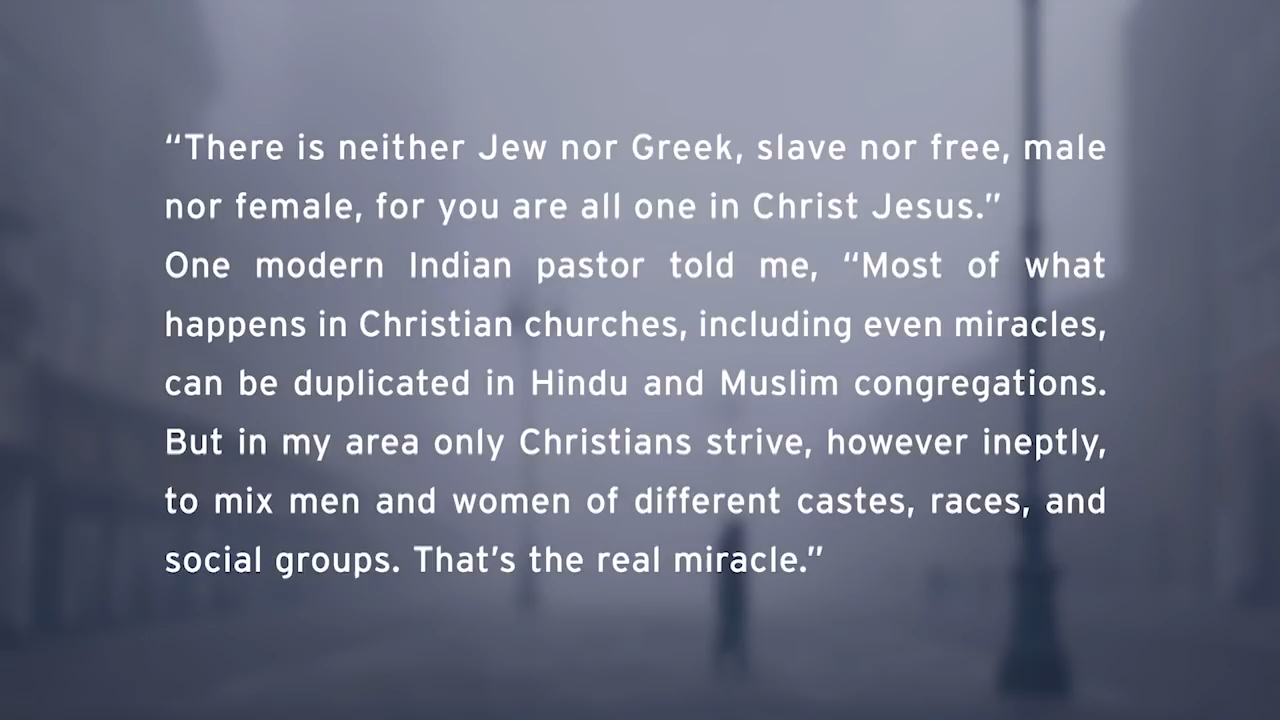 “There is neither Jew nor Greek, slave nor free, male
nor female, for you are all one in Christ Jesus.”
One modern Indian pastor told me, “Most of what
happens in Christian churches, including even miracles,
can be duplicated in Hindu and Muslim congregations.
But in my area only Christians strive, however ineptly,
to mix men and women of different castes, races, and
social groups. That’s the real miracle.”